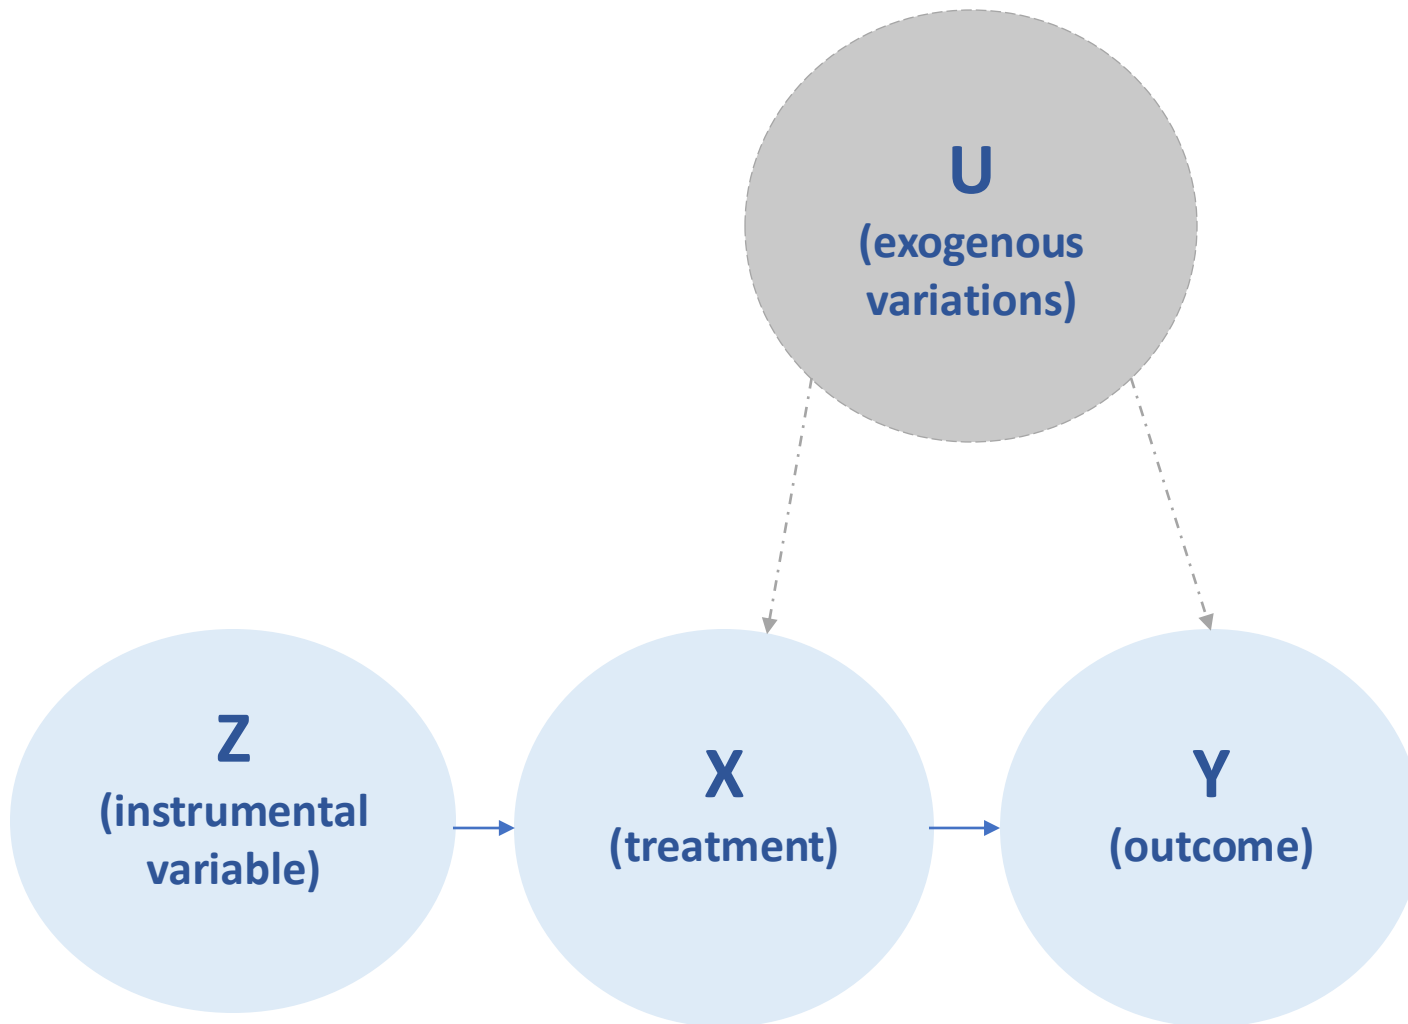 U
(exogenous
variations)
Z
(instrumental
variable)
X
(treatment)
Y
(outcome)